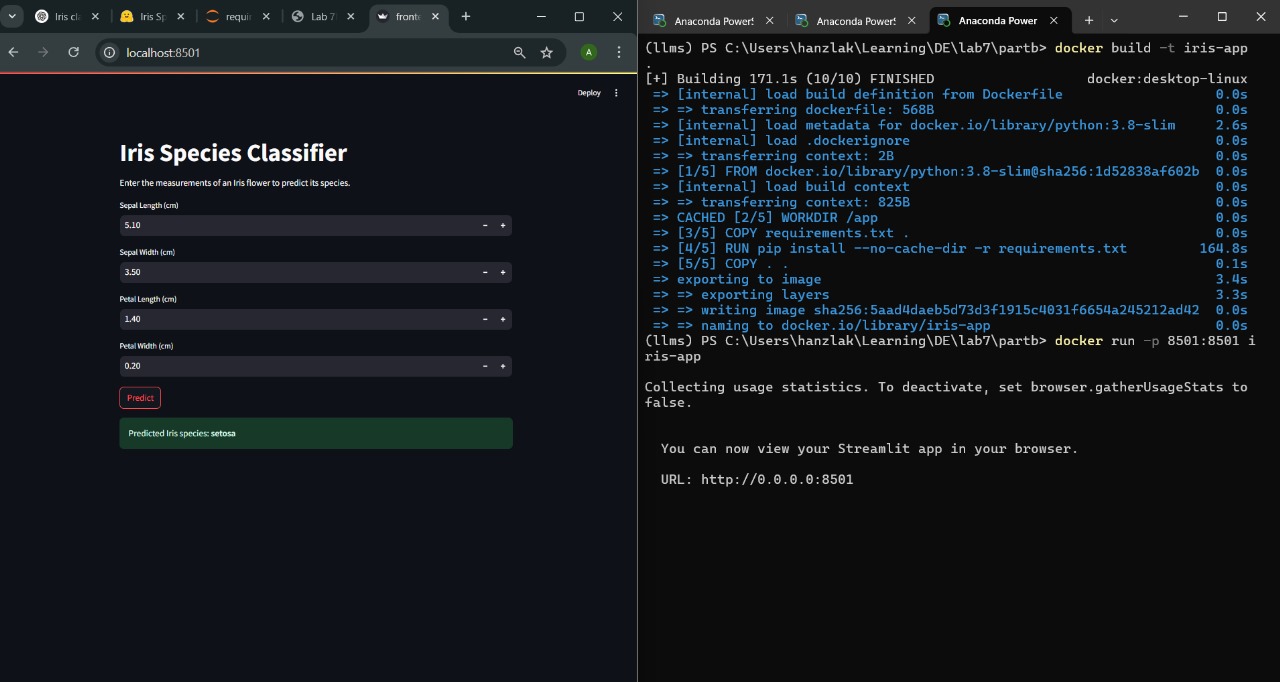 Iris cla
Iris Sp
requir
Lab 7
fronte
localhost:8501
A
Deploy
Iris Species Classifier
Enter the measurements of an Iris flower to predict its species.
Sepal Length (cm)
5.10
Sepal Width (cm)
3.50
Petal Length (cm)
1.40
Petal Width (cm)
0.20
Predict
Predicted Iris species: setosa
Anaconda Power!
Anaconda Power!
Anaconda Power
(llms) PS C:\Users\hanzlak\Learning\DE\lab7\partb> docker build -t iris-app
.
[+] Building 171.1s (10/10) FINISHED docker:desktop-linux
=> [internal] load build definition from Dockerfile 0.0s
=> => transferring dockerfile: 568B 0.0s
=> [internal] load metadata for docker.io/library/python:3.8-slim 2.6s
=> [internal] load .dockerignore 0.0s
=> => transferring context: 2B 0.0s
=> [1/5] FROM docker.io/library/python:3.8-slim@sha256:1d52838af602b 0.0s
=> [internal] load build context 0.0s
=> => transferring context: 825B 0.0s
=> CACHED [2/5] WORKDIR /app 0.0s
=> [3/5] COPY requirements.txt . 0.0s
=> [4/5] RUN pip install --no-cache-dir -r requirements.txt 164.8s
=> [5/5] COPY . . 0.1s
=> exporting to image 3.4s
=> => exporting layers 3.3s
=> => writing image sha256:5aad4daeb5d73d3f1915c4031f6654a245212ad42 0.0s
=> => naming to docker.io/library/iris-app 0.0s
(llms) PS C:\Users\hanzlak\Learning\DE\lab7\partb> docker run -p 8501:8501 i
ris-app
Collecting usage statistics. To deactivate, set browser.gatherUsageStats to
false.
You can now view your Streamlit app in your browser.
URL: http://0.0.0.0:8501